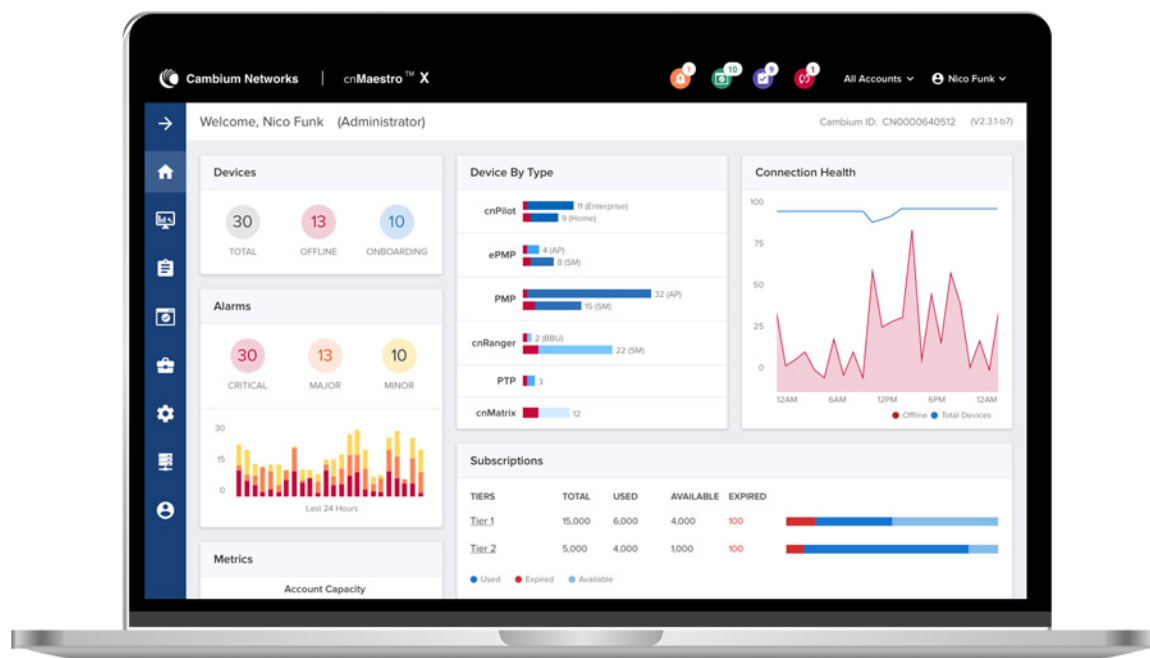 1 10 9 1
Cambium Networks | cnMaestro™ X All Accounts Nico Funk
Welcome, Nico Funk (Administrator) Cambium ID: CN0000640512 (V2.3.1-b7)
Devices
30 13 10
TOTAL OFFLINE ONBOARDING
Alarms
30 13 10
CRITICAL MAJOR MINOR
30
15
0
Last 24 Hours
Metrics
Account Capacity
Device By Type
cnPilot 11 (Enterprise)
9 (Home)
ePMP 4 (AP)
8 (SM)
PMP 32 (AP)
15 (SM)
cnRanger 2 (BBU)
22 (SM)
PTP 3
cnMatrix 12
Connection Health
100
75
50
25
0
12AM 6AM 12PM 6PM 12AM
Offline Total Devices
Subscriptions
TIERS TOTAL USED AVAILABLE EXPIRED
Tier 1 15,000 6,000 4,000 100
Tier 2 5,000 4,000 1,000 100
Used Expired Available